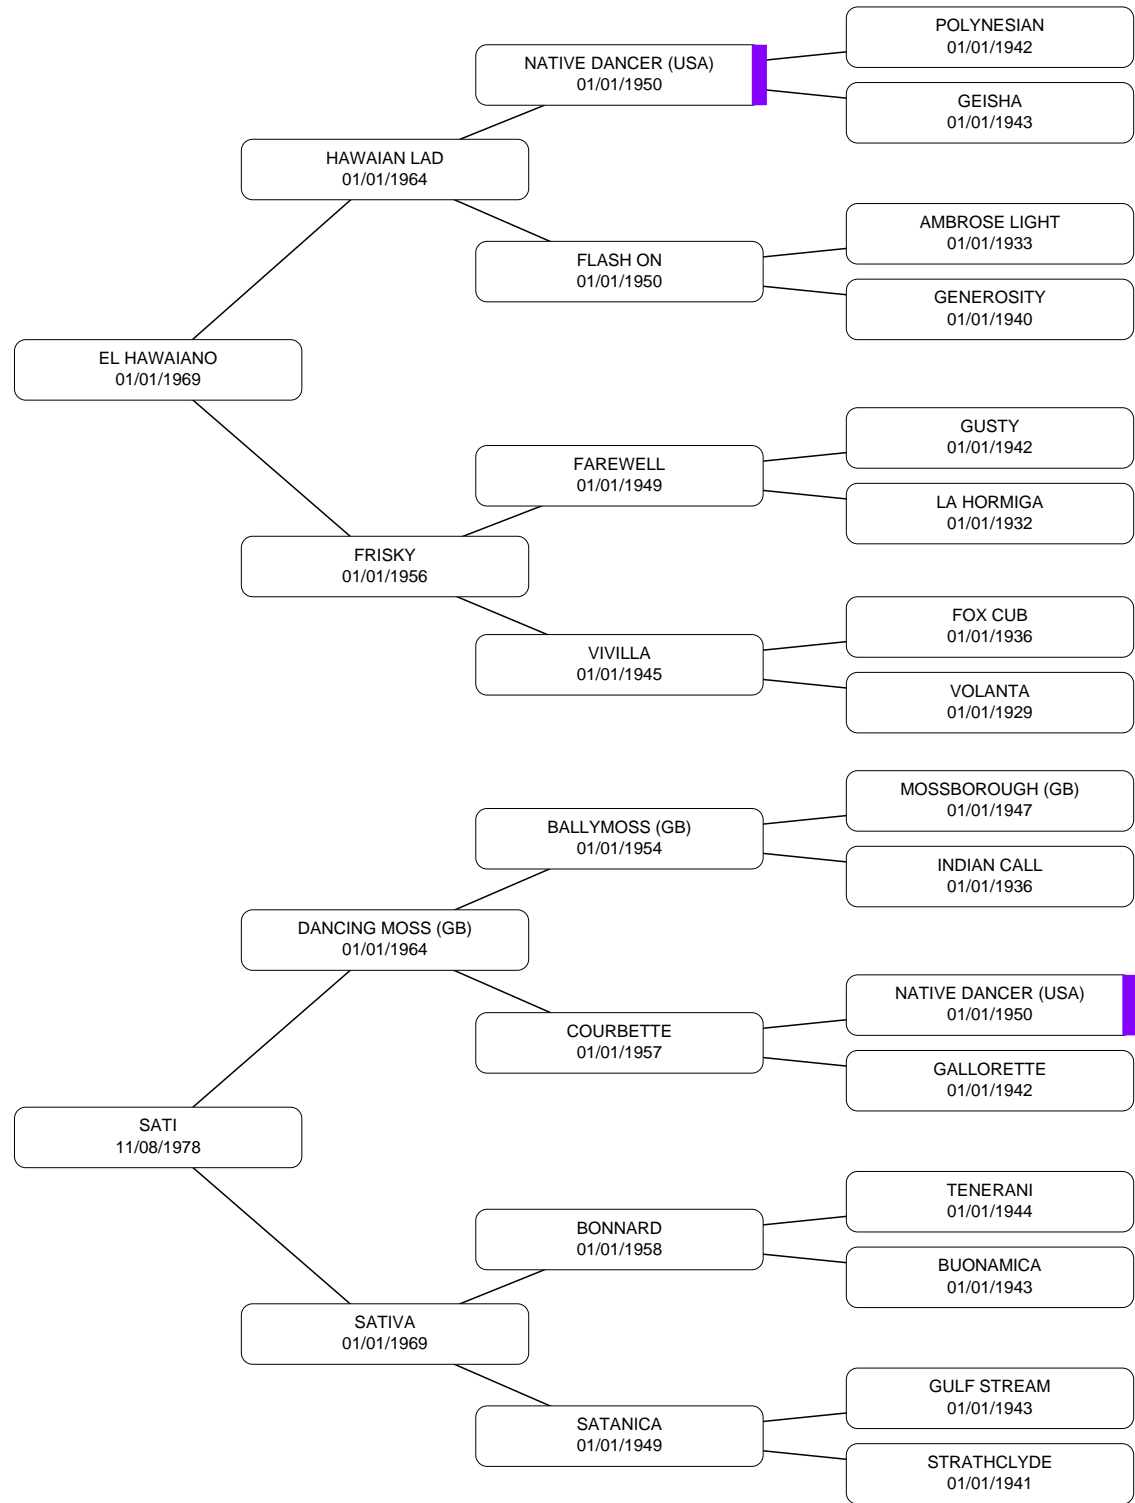 POLYNESIAN
01/01/1942
NATIVE DANCER (USA)
01/01/1950
GEISHA
01/01/1943
HAWAIAN LAD
01/01/1964
AMBROSE LIGHT
01/01/1933
FLASH ON
01/01/1950
GENEROSITY
01/01/1940
EL HAWAIANO
01/01/1969
GUSTY
01/01/1942
FAREWELL
01/01/1949
LA HORMIGA
01/01/1932
FRISKY
01/01/1956
FOX CUB
01/01/1936
VIVILLA
01/01/1945
VOLANTA
01/01/1929
MOSSBOROUGH (GB)
01/01/1947
BALLYMOSS (GB)
01/01/1954
INDIAN CALL
01/01/1936
DANCING MOSS (GB)
01/01/1964
NATIVE DANCER (USA)
01/01/1950
COURBETTE
01/01/1957
GALLORETTE
01/01/1942
SATI
11/08/1978
TENERANI
01/01/1944
BONNARD
01/01/1958
BUONAMICA
01/01/1943
SATIVA
01/01/1969
GULF STREAM
01/01/1943
SATANICA
01/01/1949
STRATHCLYDE
01/01/1941